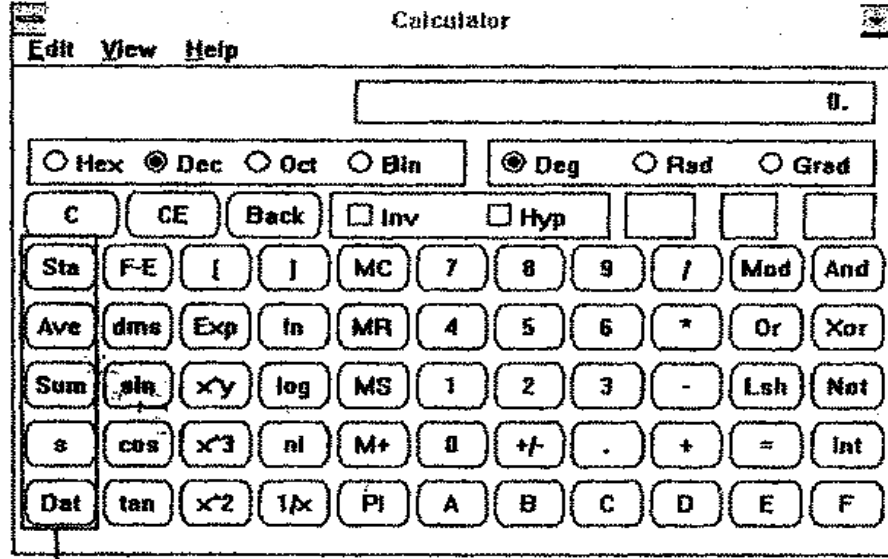 Calculator
Edit View Help
0.
Hex Dec Oct Bin Deg Rad Grad
C CE Back Inv Hyp
Sta F-E [ ] MC 7 8 9 / Mod And
Ave dms Exp ln MR 4 5 6 * Or Xor
Sum sin x^y log MS 1 2 3 - Lsh Not
s cos x^3 n! M+ 0 +/- . + = Int
Dat tan x^2 1/x PI A B C D E F